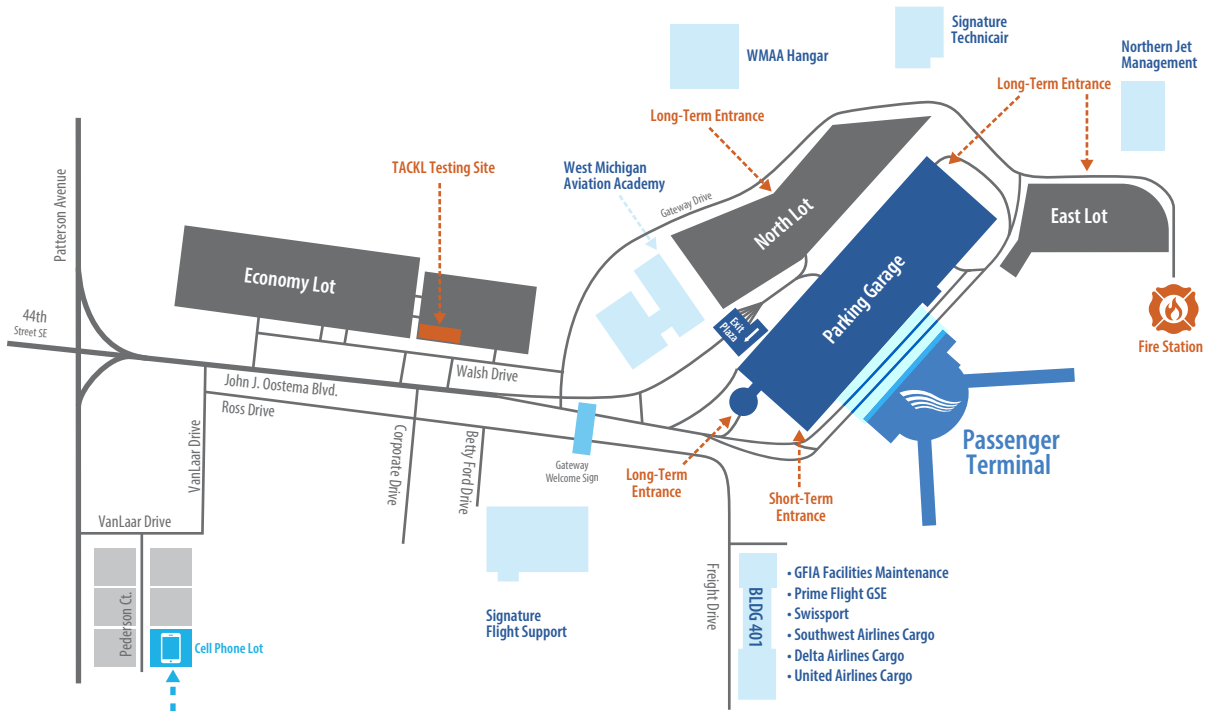 Signature
Technicair
WMAA Hangar
Northern Jet
Management
Long-Term Entrance
Long-Term Entrance
TACKL Testing Site
West Michigan
Aviation Academy
Patterson Avenue
Gateway Drive
North Lot
East Lot
Economy Lot
Parking Garage
44th
Street SE
Exit
Plaza
Fire Station
Walsh Drive
John J. Oostema Blvd.
Ross Drive
VanLaar Drive
Corporate Drive
Betty Ford Drive
Gateway
Welcome Sign
Passenger
Terminal
Long-Term
Entrance
Short-Term
Entrance
VanLaar Drive
Pederson Ct.
Cell Phone Lot
Signature
Flight Support
Freight Drive
BLDG 401
• GFIA Facilities Maintenance
• Prime Flight GSE
• Swissport
• Southwest Airlines Cargo
• Delta Airlines Cargo
• United Airlines Cargo